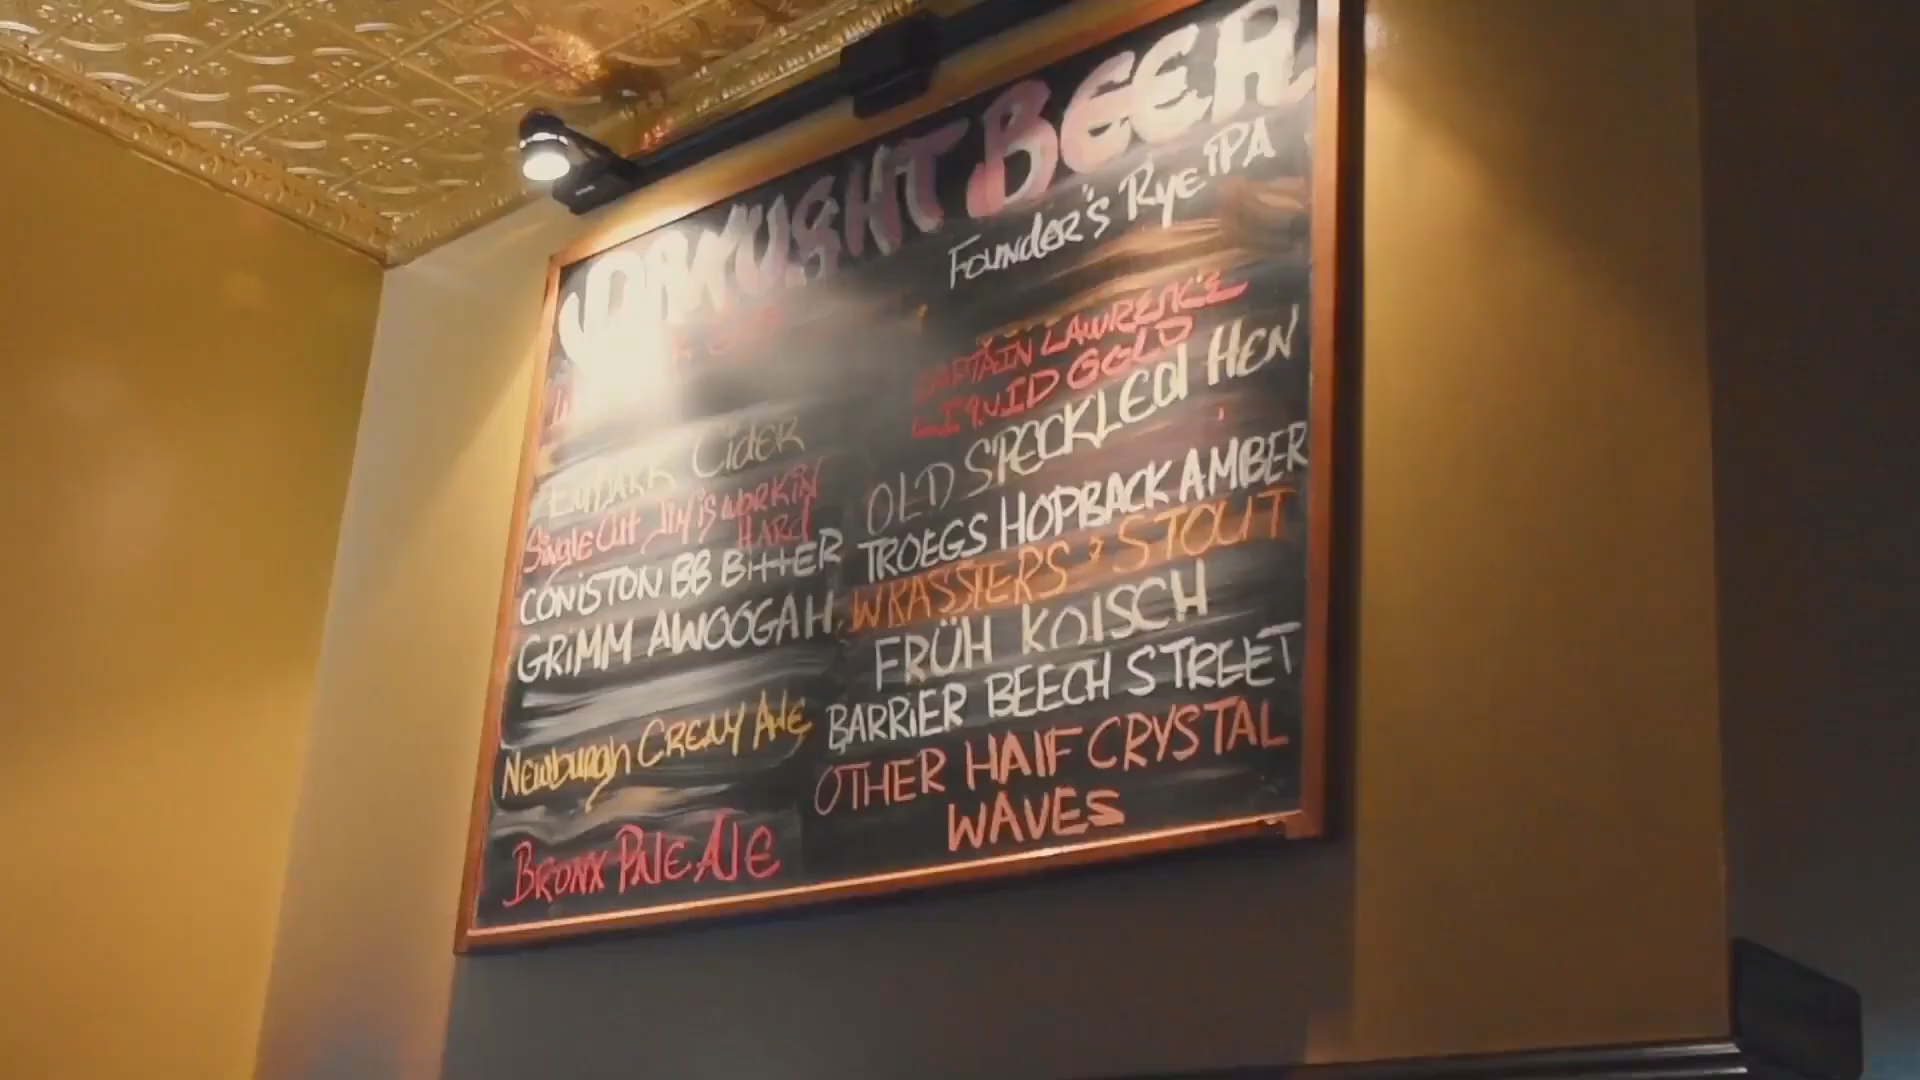 DRAUGHT BEER
EMBARK CIDER
SINGLE CUT JIM IS WORKIN
HARD
CONISTON BB BITTER
GRIMM AWOOGAH
NEWBURGH CREAM ALE
BRONX PALE ALE
FOUNDER'S RYE IPA
CAPTAIN LAWRENCE
LIQUID GOLD
OLD SPECKLED HEN
TROEGS HOPBACK AMBER
WRASSLERS STOUT
FRÜH KOLSCH
BARRIER BEECH STREET
OTHER HALF CRYSTAL
WAVES